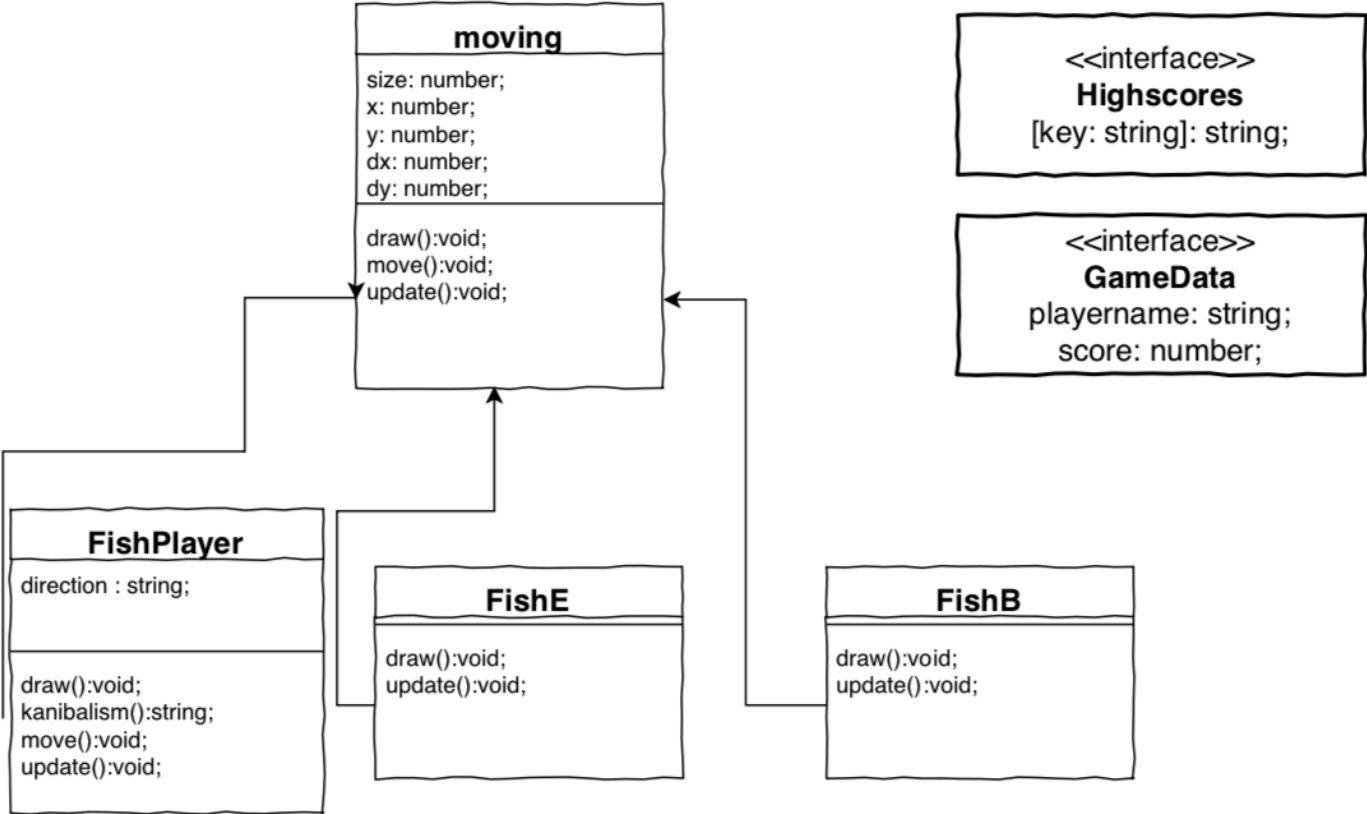 moving
size: number;
x: number;
y: number;
dx: number;
dy: number;
draw():void;
move():void;
update():void;
<<interface>>
Highscores
[key: string]: string;
<<interface>>
GameData
playername: string;
score: number;
FishPlayer
direction : string;
draw():void;
kanibalism():string;
move():void;
update():void;
FishE
draw():void;
update():void;
FishB
draw():void;
update():void;